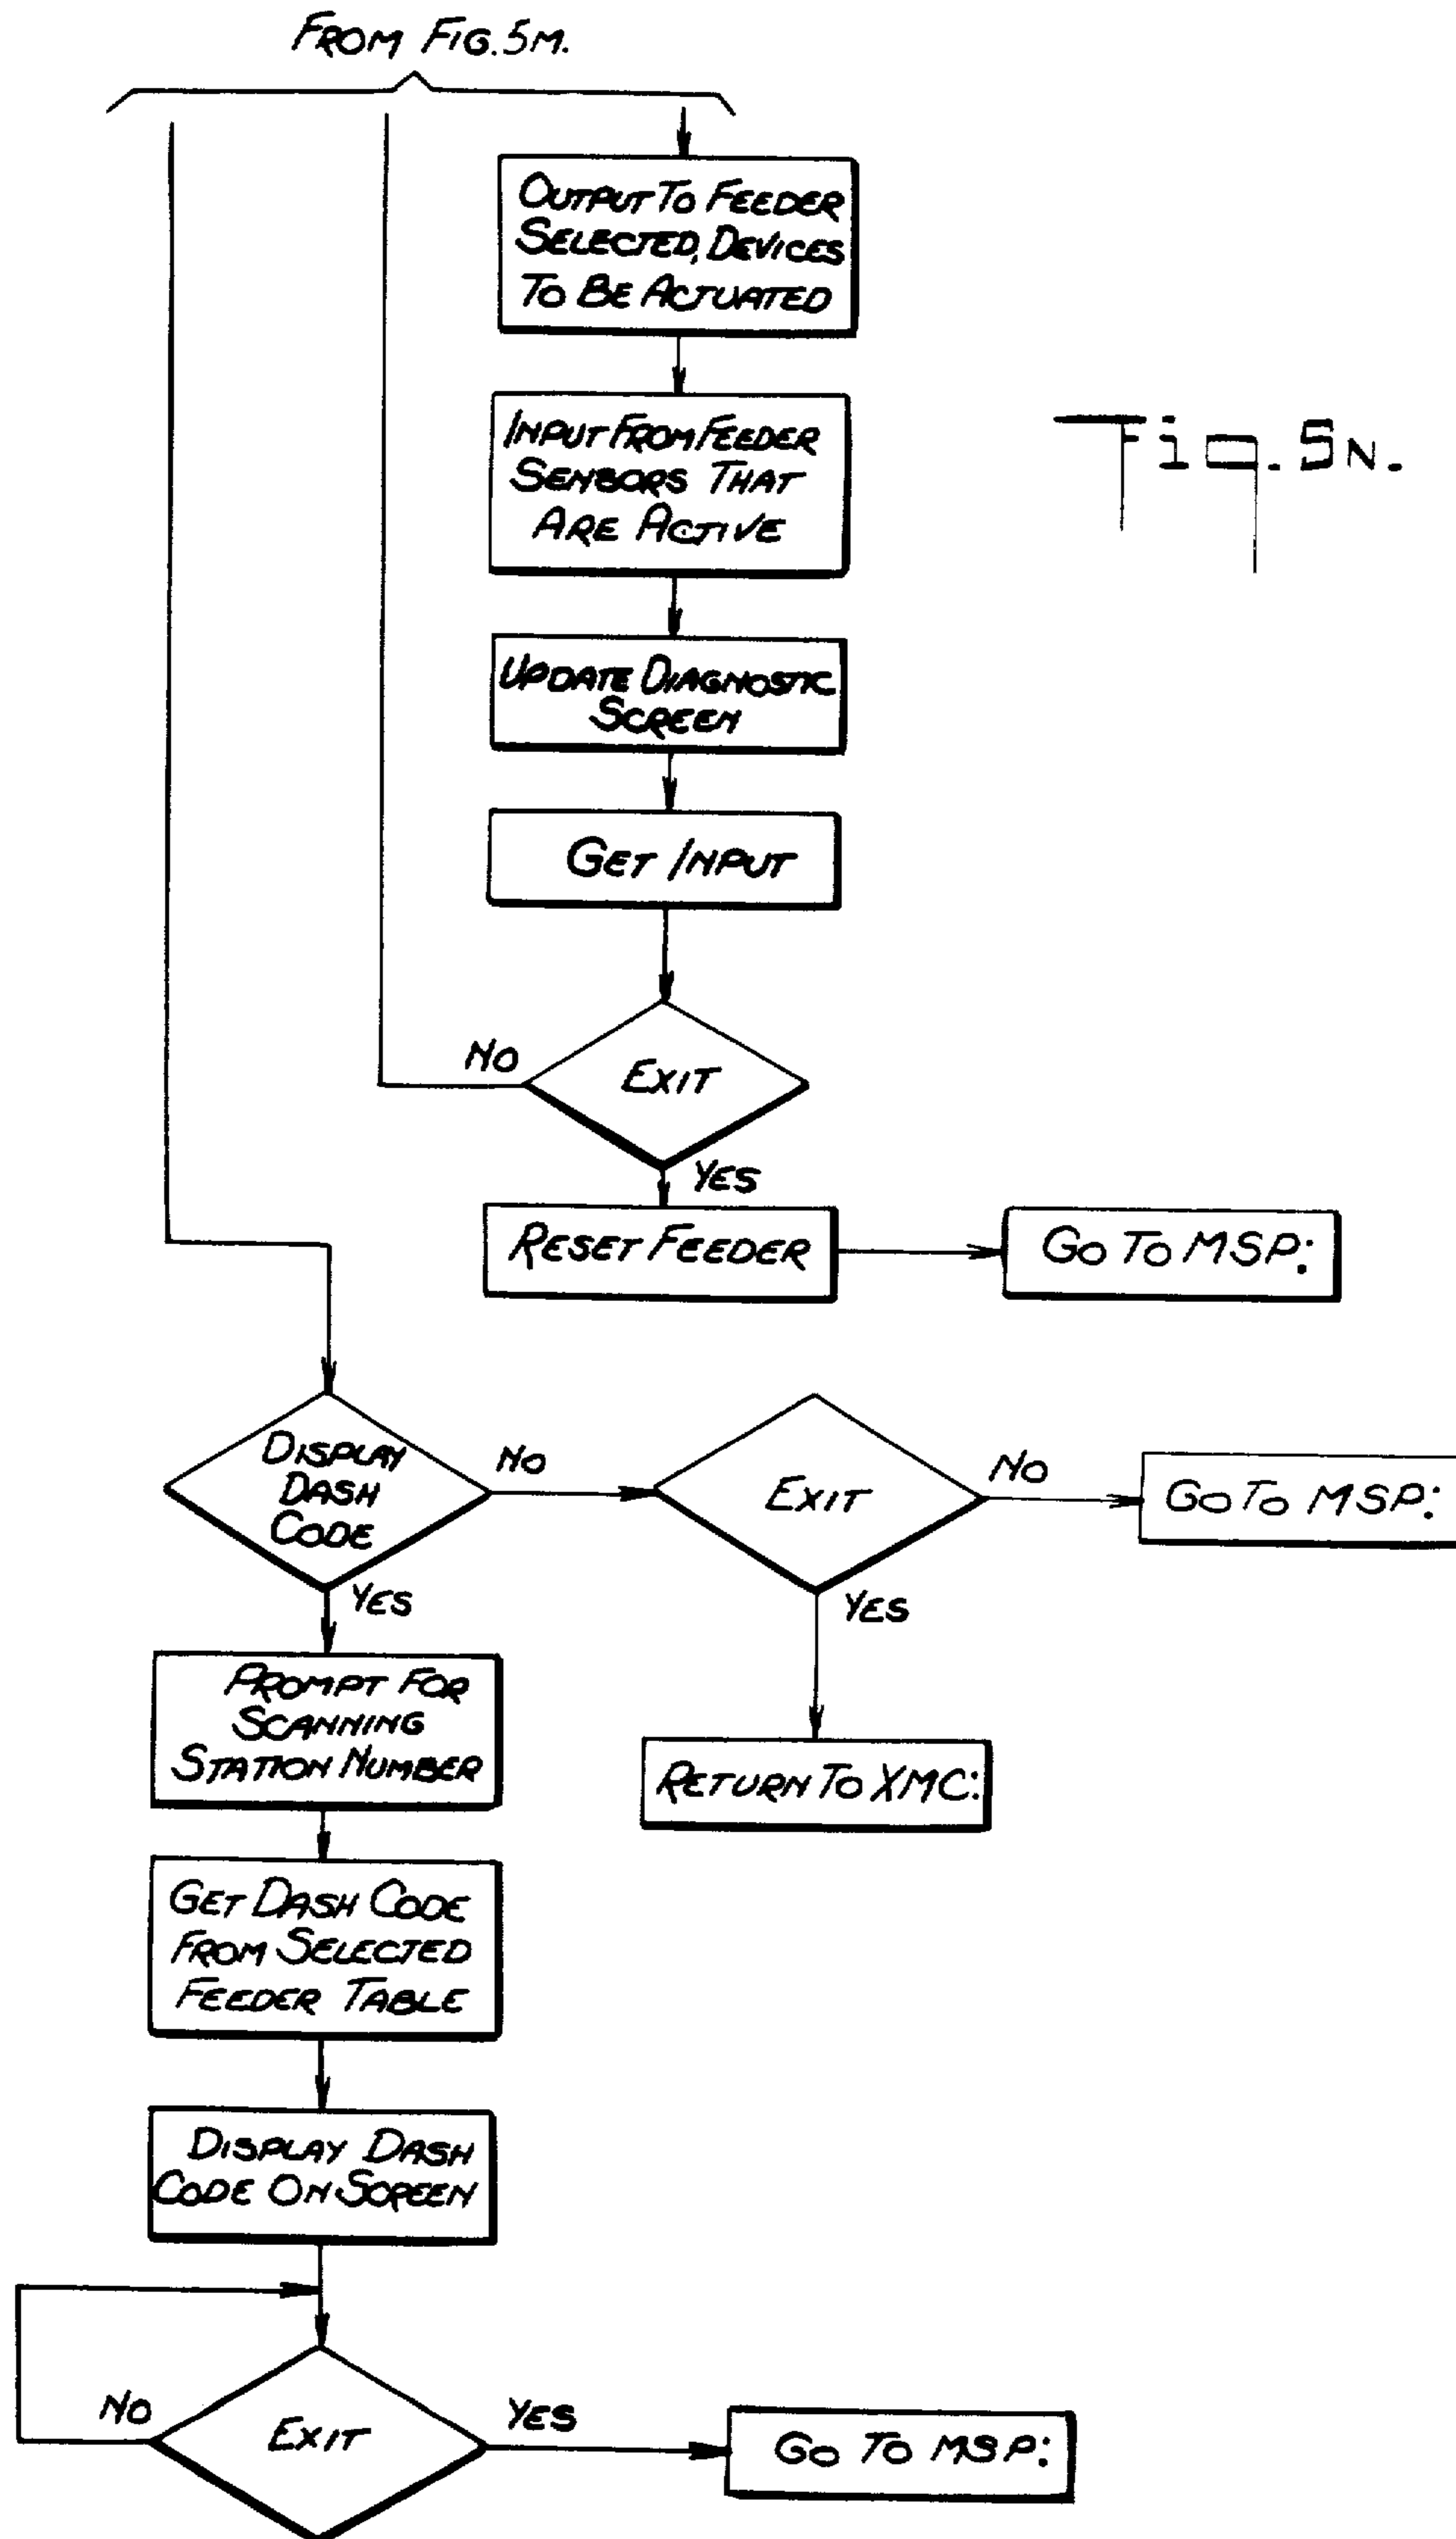 FROM FIG. 5M.
OUTPUT TO FEEDER
SELECTED, DEVICES
TO BE ACTUATED
INPUT FROM FEEDER
SENSORS THAT
ARE ACTIVE
Fig. 5N.
UPDATE DIAGNOSTIC
SCREEN
GET INPUT
NO
EXIT
YES
RESET FEEDER
GO TO MSP:
DISPLAY
DASH
CODE
NO
EXIT
NO
GO TO MSP:
YES
YES
PROMPT FOR
SCANNING
STATION NUMBER
RETURN TO XMC:
GET DASH CODE
FROM SELECTED
FEEDER TABLE
DISPLAY DASH
CODE ON SCREEN
NO
EXIT
YES
GO TO MSP: